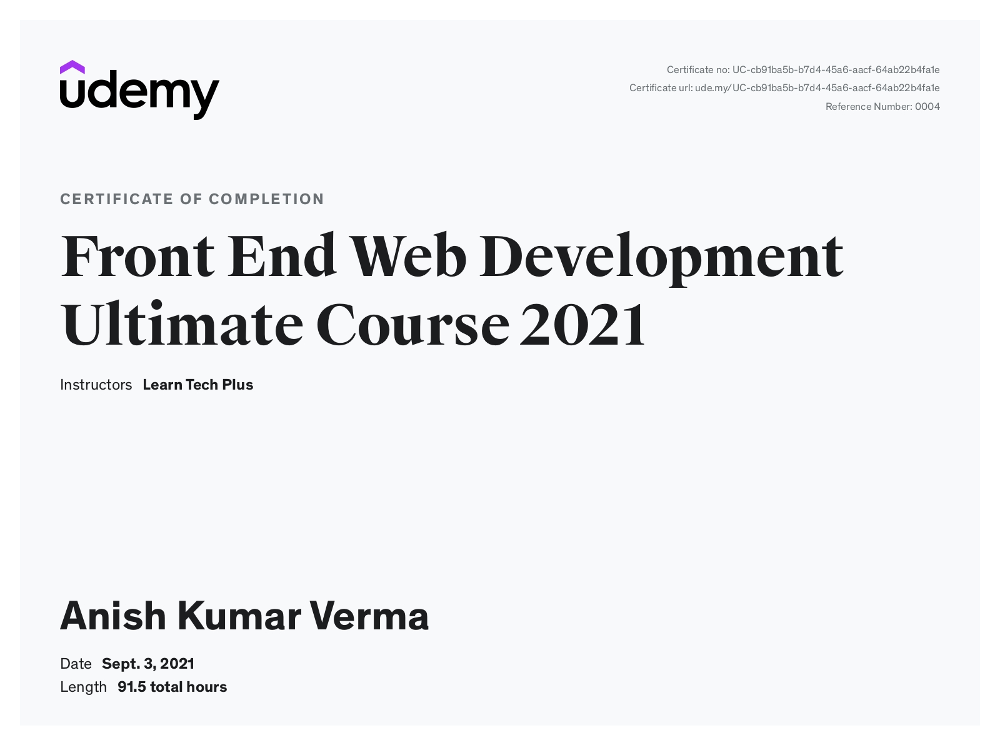 udemy
Certificate no: UC-cb91ba5b-b7d4-45a6-aacf-64ab22b4fa1e
Certificate url: ude.my/UC-cb91ba5b-b7d4-45a6-aacf-64ab22b4fa1e
Reference Number: 0004
CERTIFICATE OF COMPLETION
Front End Web Development
Ultimate Course 2021
Instructors Learn Tech Plus
Anish Kumar Verma
Date Sept. 3, 2021
Length 91.5 total hours